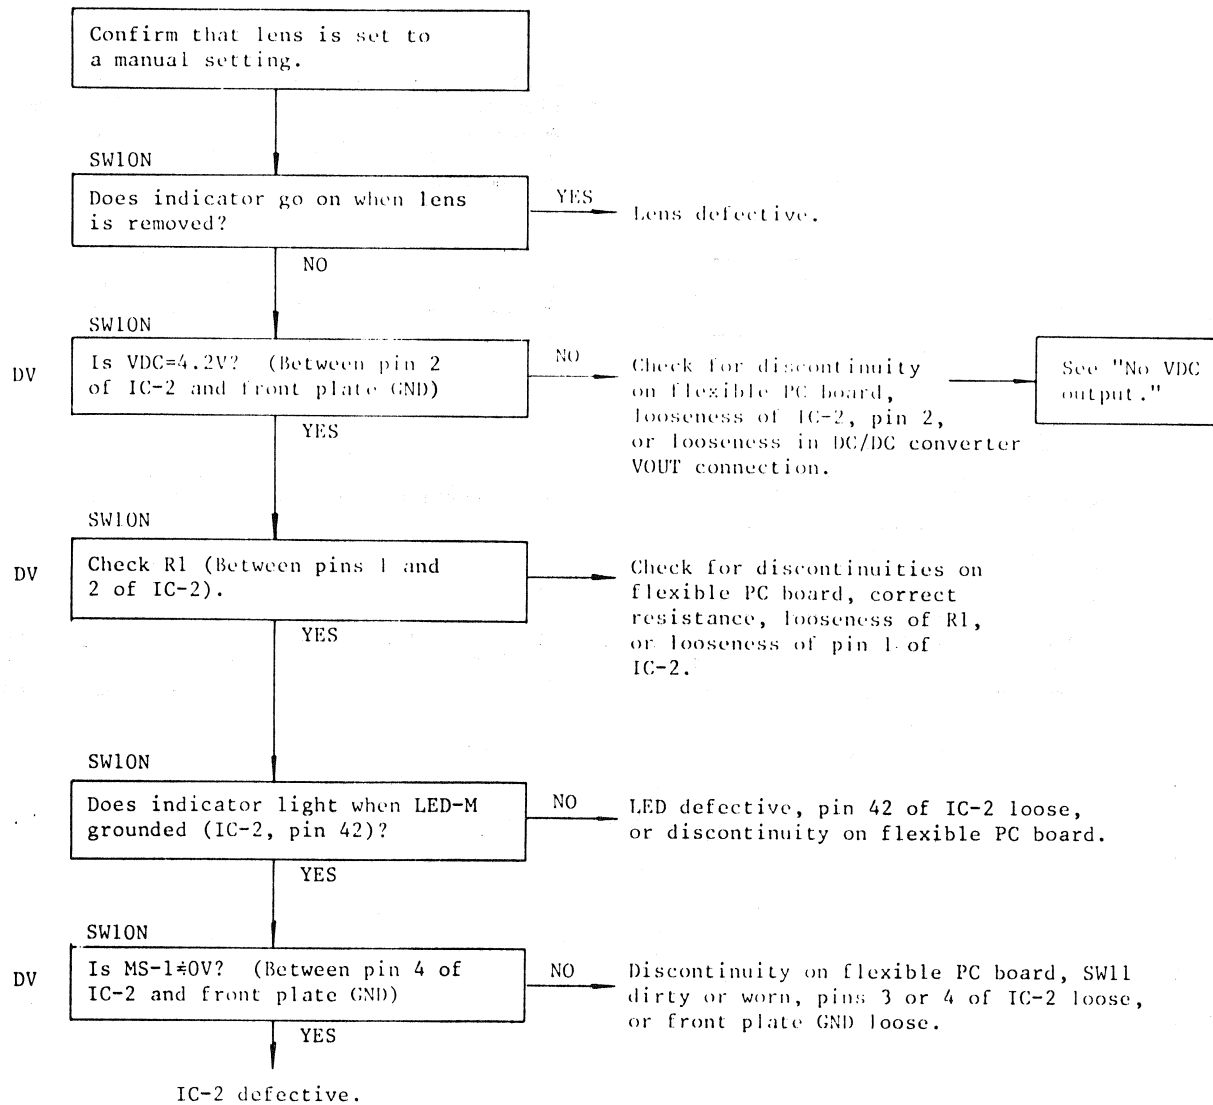 Confirm that lens is set to
a manual setting.
SW1ON
Does indicator go on when lens
is removed?
YES
Lens defective.
NO
SW1ON
DV
Is VDC=4.2V? (Between pin 2
of IC-2 and front plate GND)
NO
Check for discontinuity
on flexible PC board,
looseness of IC-2, pin 2,
or looseness in DC/DC converter
VOUT connection.
See "No VDC
output."
YES
SW1ON
DV
Check R1 (Between pins 1 and
2 of IC-2).
Check for discontinuities on
flexible PC board, correct
resistance, looseness of R1,
or looseness of pin 1 of
IC-2.
YES
SW1ON
Does indicator light when LED-M
grounded (IC-2, pin 42)?
NO
LED defective, pin 42 of IC-2 loose,
or discontinuity on flexible PC board.
YES
SW1ON
DV
Is MS-1≑0V? (Between pin 4 of
IC-2 and front plate GND)
NO
Discontinuity on flexible PC board, SW11
dirty or worn, pins 3 or 4 of IC-2 loose,
or front plate GND loose.
YES
IC-2 defective.